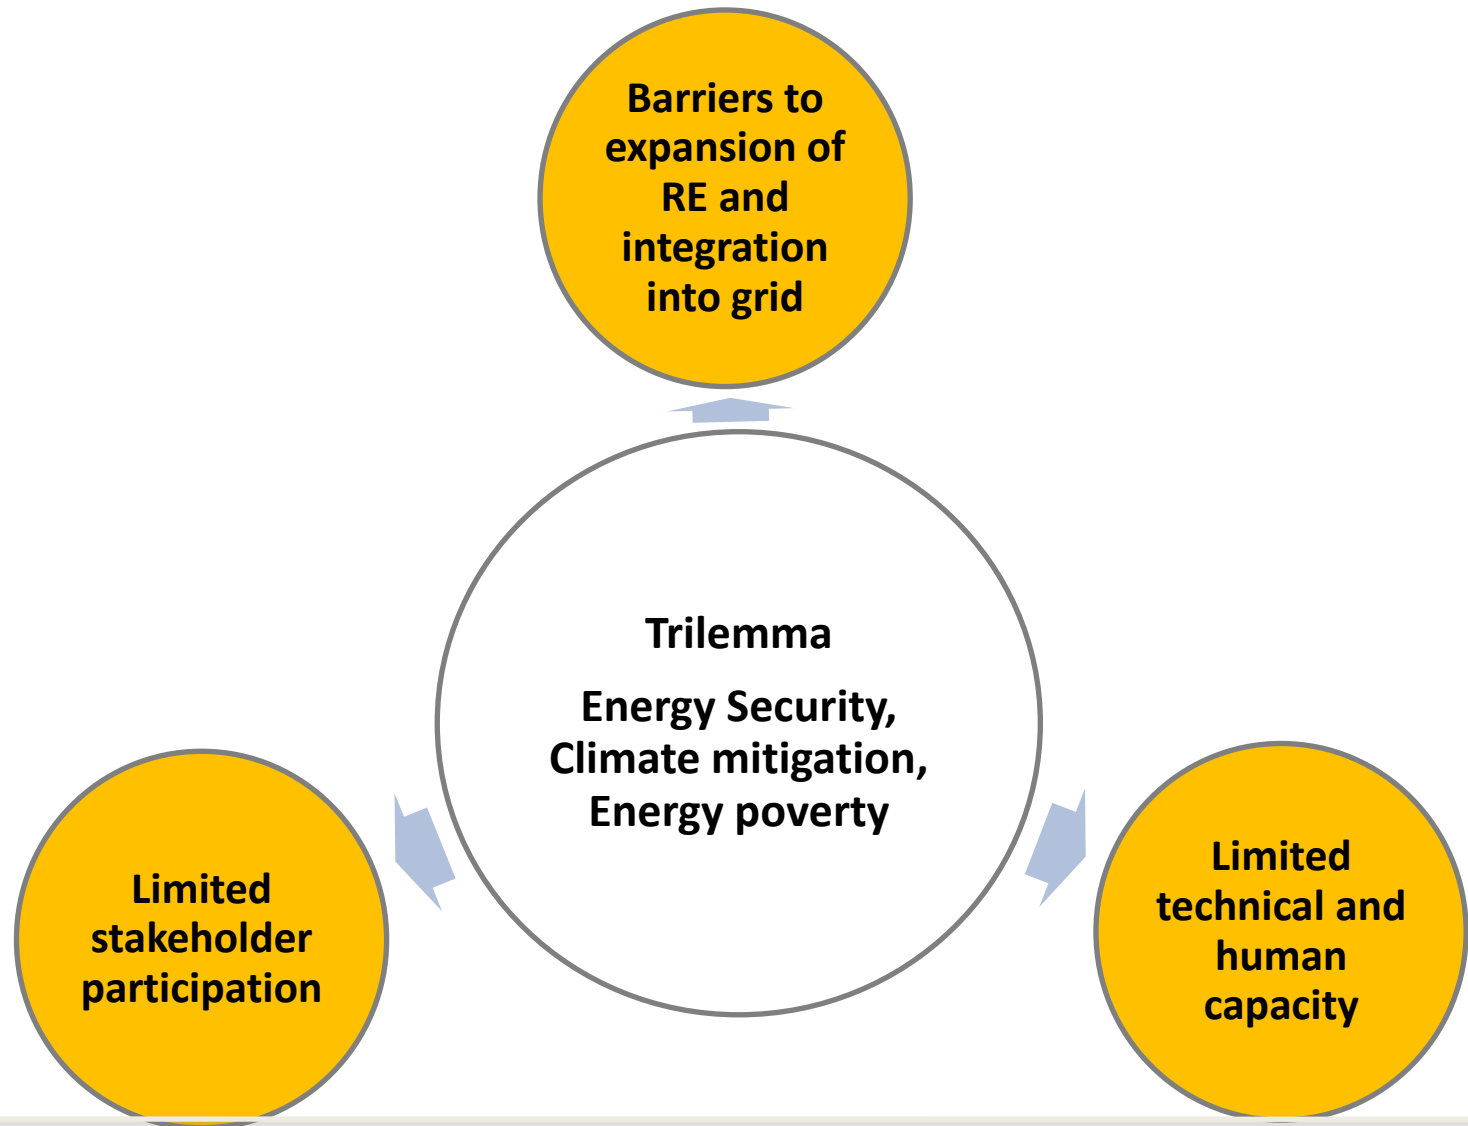 Barriers to
expansion of
RE and
integration
into grid
Trilemma
Energy Security,
Climate mitigation,
Energy poverty
Limited
stakeholder
participation
Limited
technical and
human
capacity